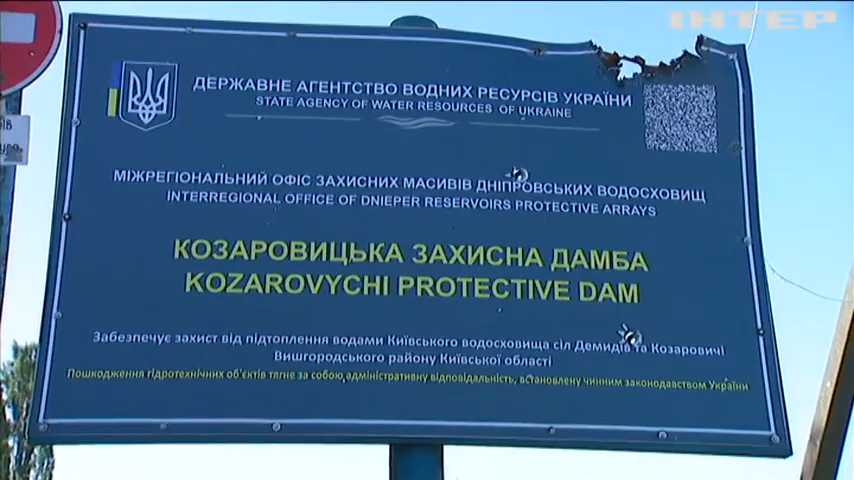 ІНТЕР
ДЕРЖАВНЕ АГЕНТСТВО ВОДНИХ РЕСУРСІВ УКРАЇНИ
STATE AGENCY OF WATER RESOURCES OF UKRAINE
МІЖРЕГІОНАЛЬНИЙ ОФІС ЗАХИСНИХ МАСИВІВ ДНІПРОВСЬКИХ ВОДОСХОВИЩ
INTERREGIONAL OFFICE OF DNIEPER RESERVOIRS PROTECTIVE ARRAYS
КОЗАРОВИЦЬКА ЗАХИСНА ДАМБА
KOZAROVYCHI PROTECTIVE DAM
Забезпечує захист від підтоплення водами Київського водосховища сіл Демидів та Козаровичі
Вишгородського району Київської області
Пошкодження гідротехнічних об'єктів тягне за собою адміністративну відповідальність, встановлену чинним законодавством України